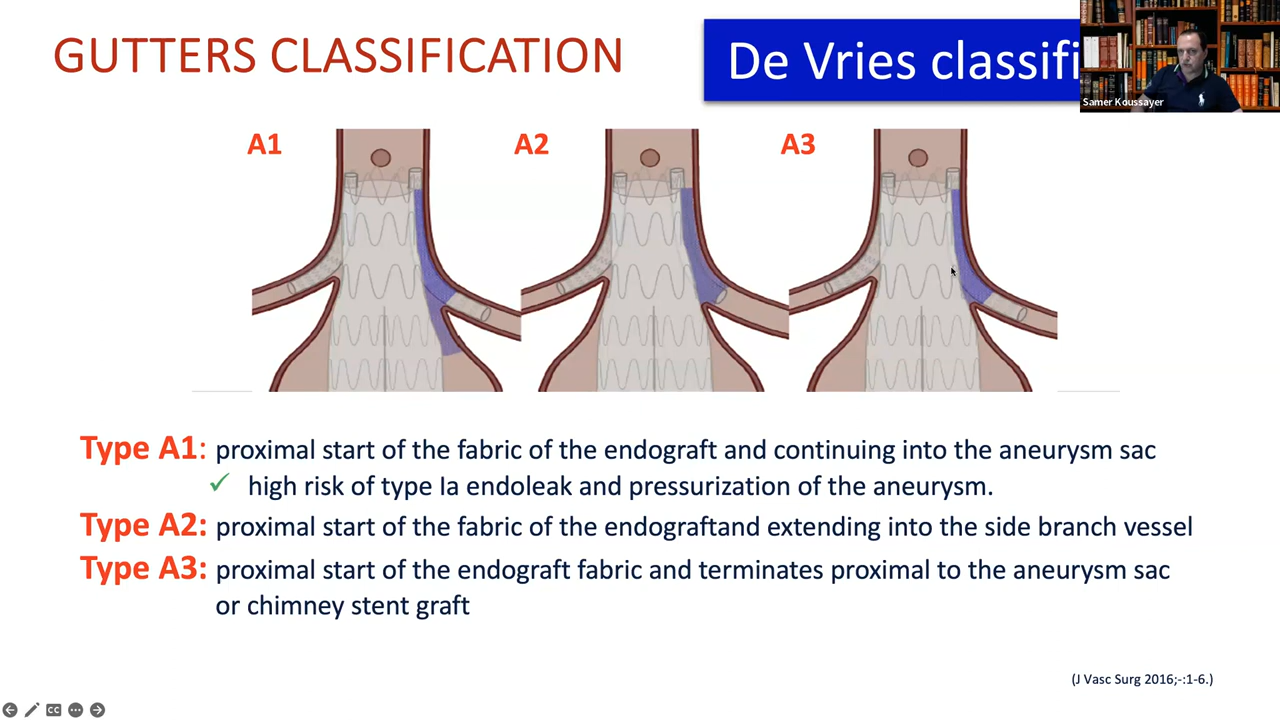 GUTTERS CLASSIFICATION
De Vries classifi
Samer Koussayer
A1
A2
A3
Type A1: proximal start of the fabric of the endograft and continuing into the aneurysm sac
✓ high risk of type Ia endoleak and pressurization of the aneurysm.
Type A2: proximal start of the fabric of the endograftand extending into the side branch vessel
Type A3: proximal start of the endograft fabric and terminates proximal to the aneurysm sac
or chimney stent graft
(J Vasc Surg 2016;-:1-6.)
CC